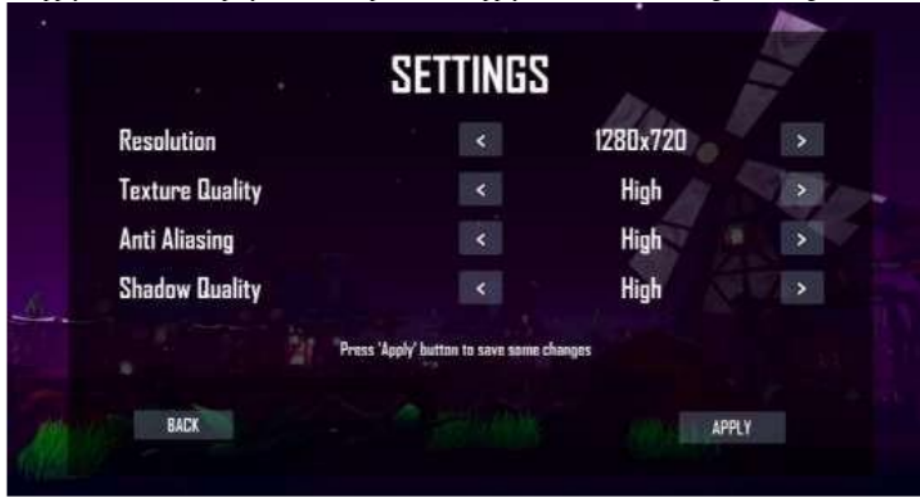 SETTINGS
Resolution < 1280x720 >
Texture Quality < High >
Anti Aliasing < High >
Shadow Quality < High >
Press 'Apply' button to save some changes
BACK APPLY